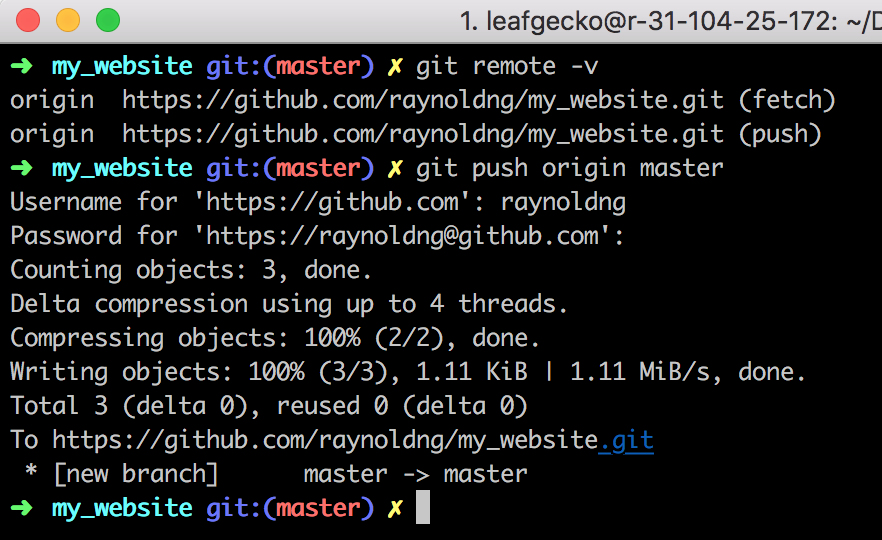 1. leafgecko@r-31-104-25-172: ~/D
➜ my_website git:(master) ✗ git remote -v
origin  https://github.com/raynoldng/my_website.git (fetch)
origin  https://github.com/raynoldng/my_website.git (push)
➜ my_website git:(master) ✗ git push origin master
Username for 'https://github.com': raynoldng
Password for 'https://raynoldng@github.com':
Counting objects: 3, done.
Delta compression using up to 4 threads.
Compressing objects: 100% (2/2), done.
Writing objects: 100% (3/3), 1.11 KiB | 1.11 MiB/s, done.
Total 3 (delta 0), reused 0 (delta 0)
To https://github.com/raynoldng/my_website.git
 * [new branch]      master -> master
➜ my_website git:(master) ✗